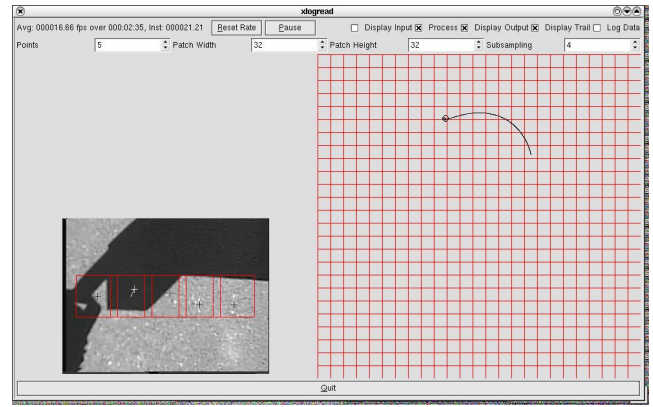 xlogread
Avg: 000016.66 fps over 000:02:35, Inst: 000021.21 Reset Rate Pause Display Input Process Display Output Display Trail Log Data
Points 5 Patch Width 32 Patch Height 32 Subsampling 4
Quit